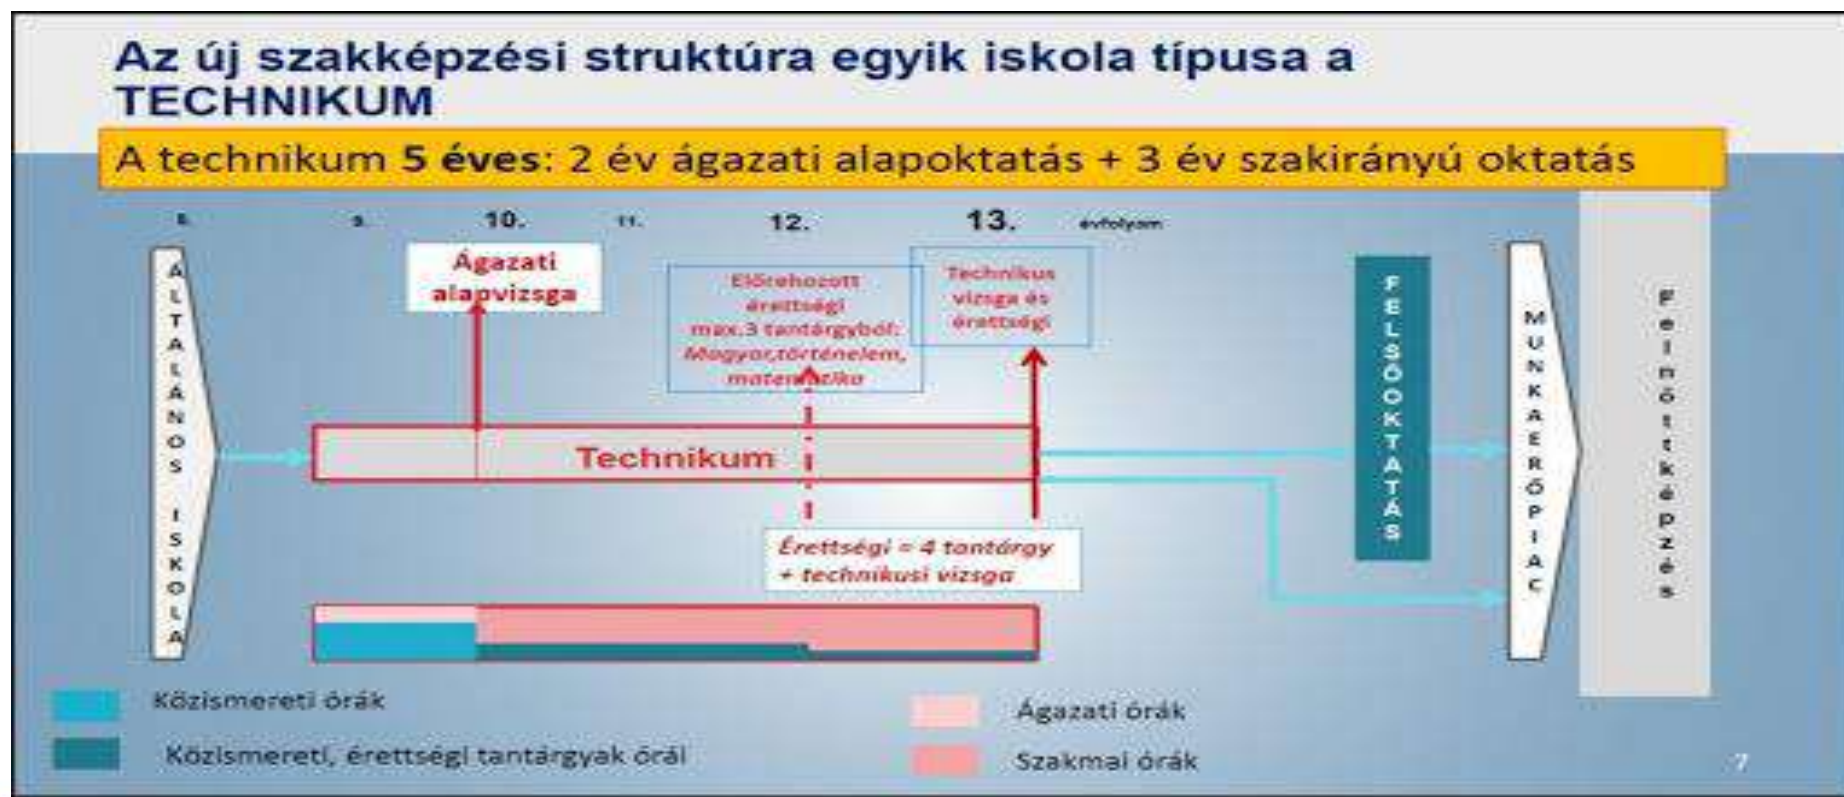 Az új szakképzési struktúra egyik iskola típusa a
TECHNIKUM
A technikum 5 éves: 2 év ágazati alapoktatás + 3 év szakirányú oktatás
8.
9.
10.
11.
12.
13.
évfolyam
Ágazati
alapvizsga
Előrehozott
érettségi
max.3 tantárgyból:
Magyar,történelem,
matematika
Technikus
vizsga és
érettségi
ÁLTALÁNOS ISKOLA
Technikum
Érettségi = 4 tantárgy
+ technikusi vizsga
FELSŐOKTATÁS
MUNKAERŐPIAC
Felnőttképzés
Közismereti órák
Közismereti, érettségi tantárgyak órái
Ágazati órák
Szakmai órák
7